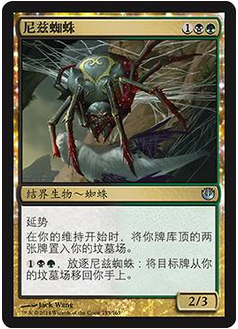 尼兹蜘蛛
1
结界生物~蜘蛛
延势
在你的维持开始时，将你牌库顶的两
张牌置入你的坟墓场。
1，放逐尼兹蜘蛛：将目标牌从你
的坟墓场移回你手上。
Jack Wang
2/3